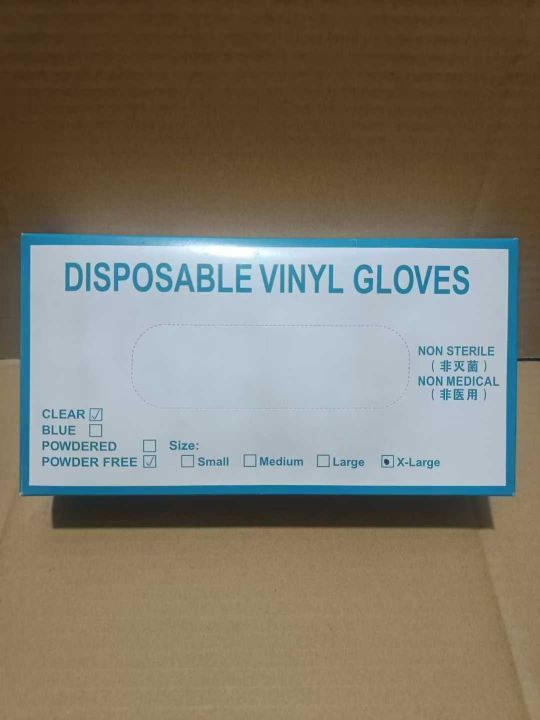 DISPOSABLE VINYL GLOVES
NON STERILE
（非灭菌）
NON MEDICAL
（非医用）
CLEAR ☑
BLUE ☐
POWDERED ☐ Size:
POWDER FREE ☑ ☐ Small ☐ Medium ☐ Large ☑ X-Large